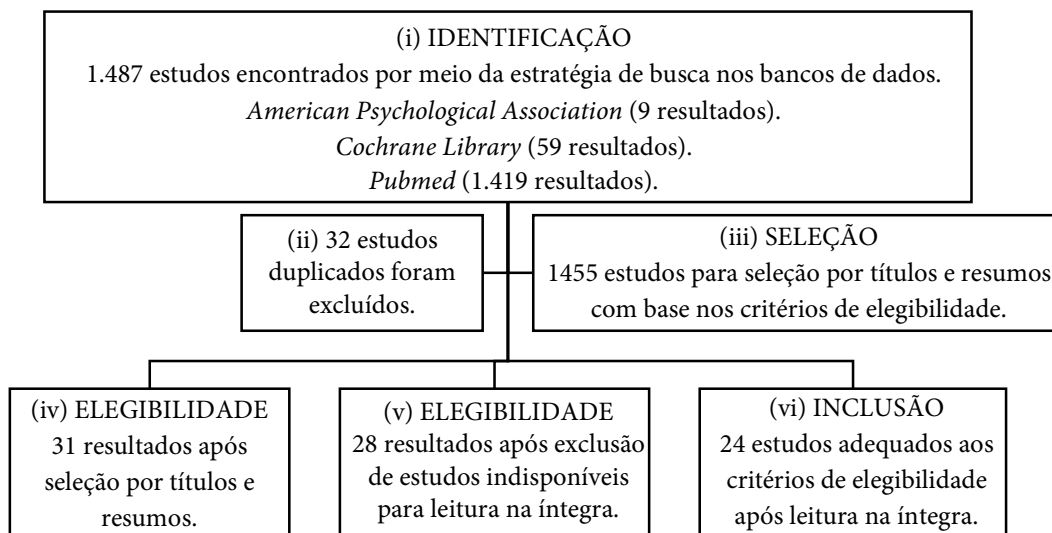 (i) IDENTIFICAÇÃO
1.487 estudos encontrados por meio da estratégia de busca nos bancos de dados.
American Psychological Association (9 resultados).
Cochrane Library (59 resultados).
Pubmed (1.419 resultados).
(ii) 32 estudos
duplicados foram
excluídos.
(iii) SELEÇÃO
1455 estudos para seleção por títulos e resumos
com base nos critérios de elegibilidade.
(iv) ELEGIBILIDADE
31 resultados após
seleção por títulos e
resumos.
(v) ELEGIBILIDADE
28 resultados após exclusão
de estudos indisponíveis
para leitura na íntegra.
(vi) INCLUSÃO
24 estudos adequados aos
critérios de elegibilidade
após leitura na íntegra.